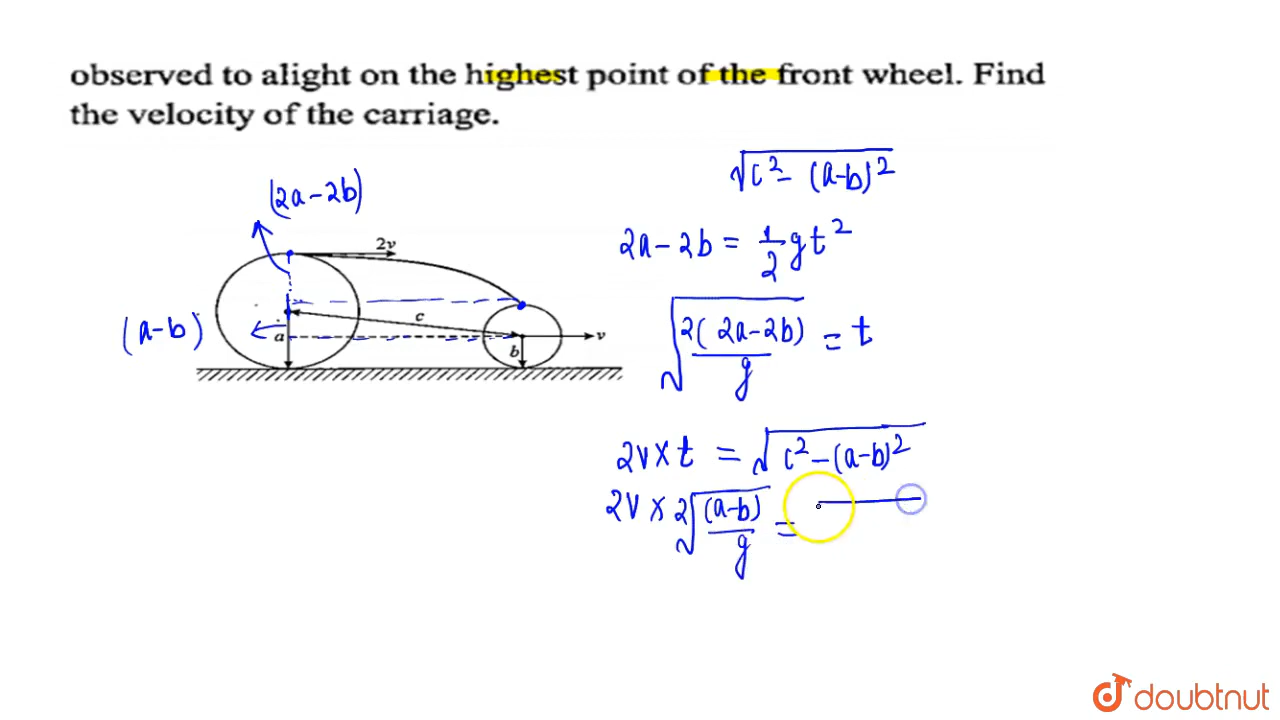 observed to alight on the highest point of the front wheel. Find
the velocity of the carriage.
√(c² - (a-b)²)
(2a-2b)
2a-2b = 1/2 gt²
2v
(a-b)
a
c
b
v
√(2(2a-2b)/g) = t
2v×t = √(c²-(a-b)²)
2v×2√((a-b)/g) =
doubtnut